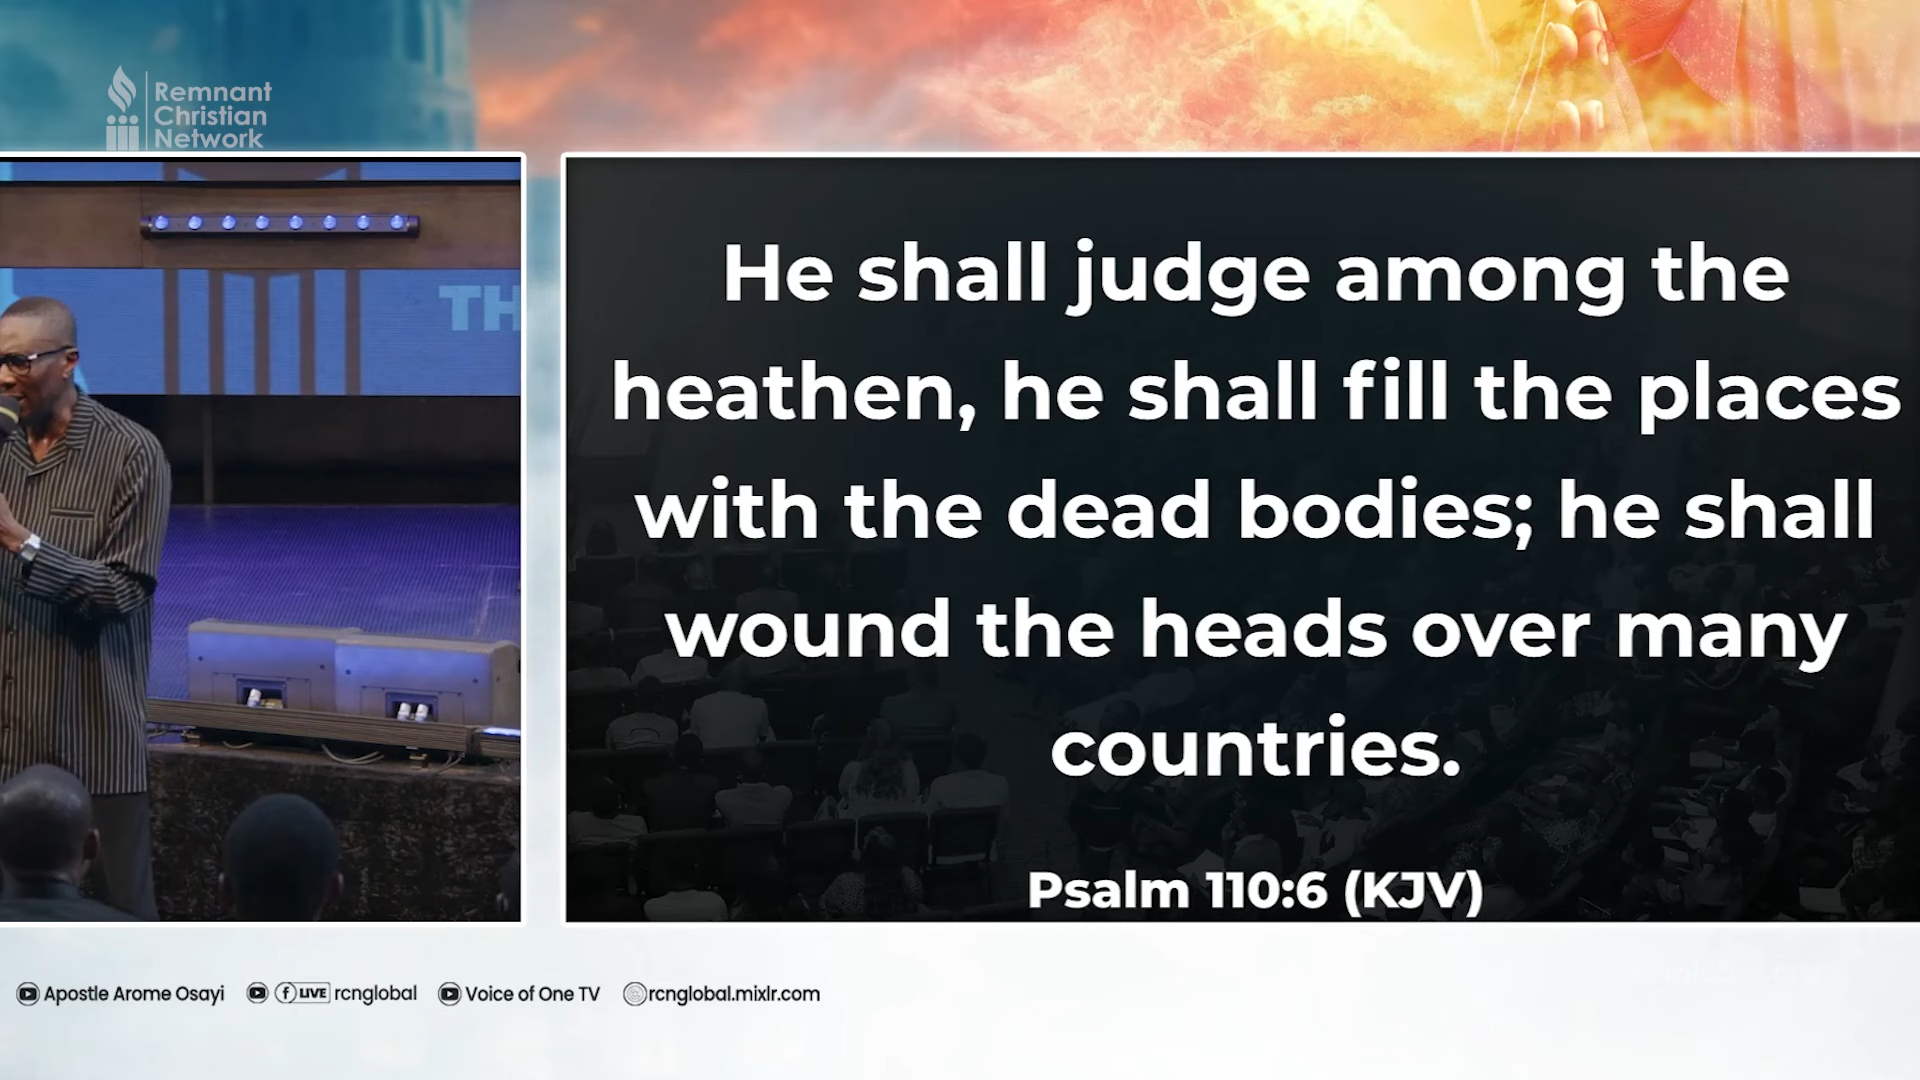 Remnant
Christian
Network
TH
He shall judge among the
heathen, he shall fill the places
with the dead bodies; he shall
wound the heads over many
countries.
Psalm 110:6 (KJV)
Apostle Arome Osayi f LIVE rcnglobal Voice of One TV rcnglobal.mixlr.com